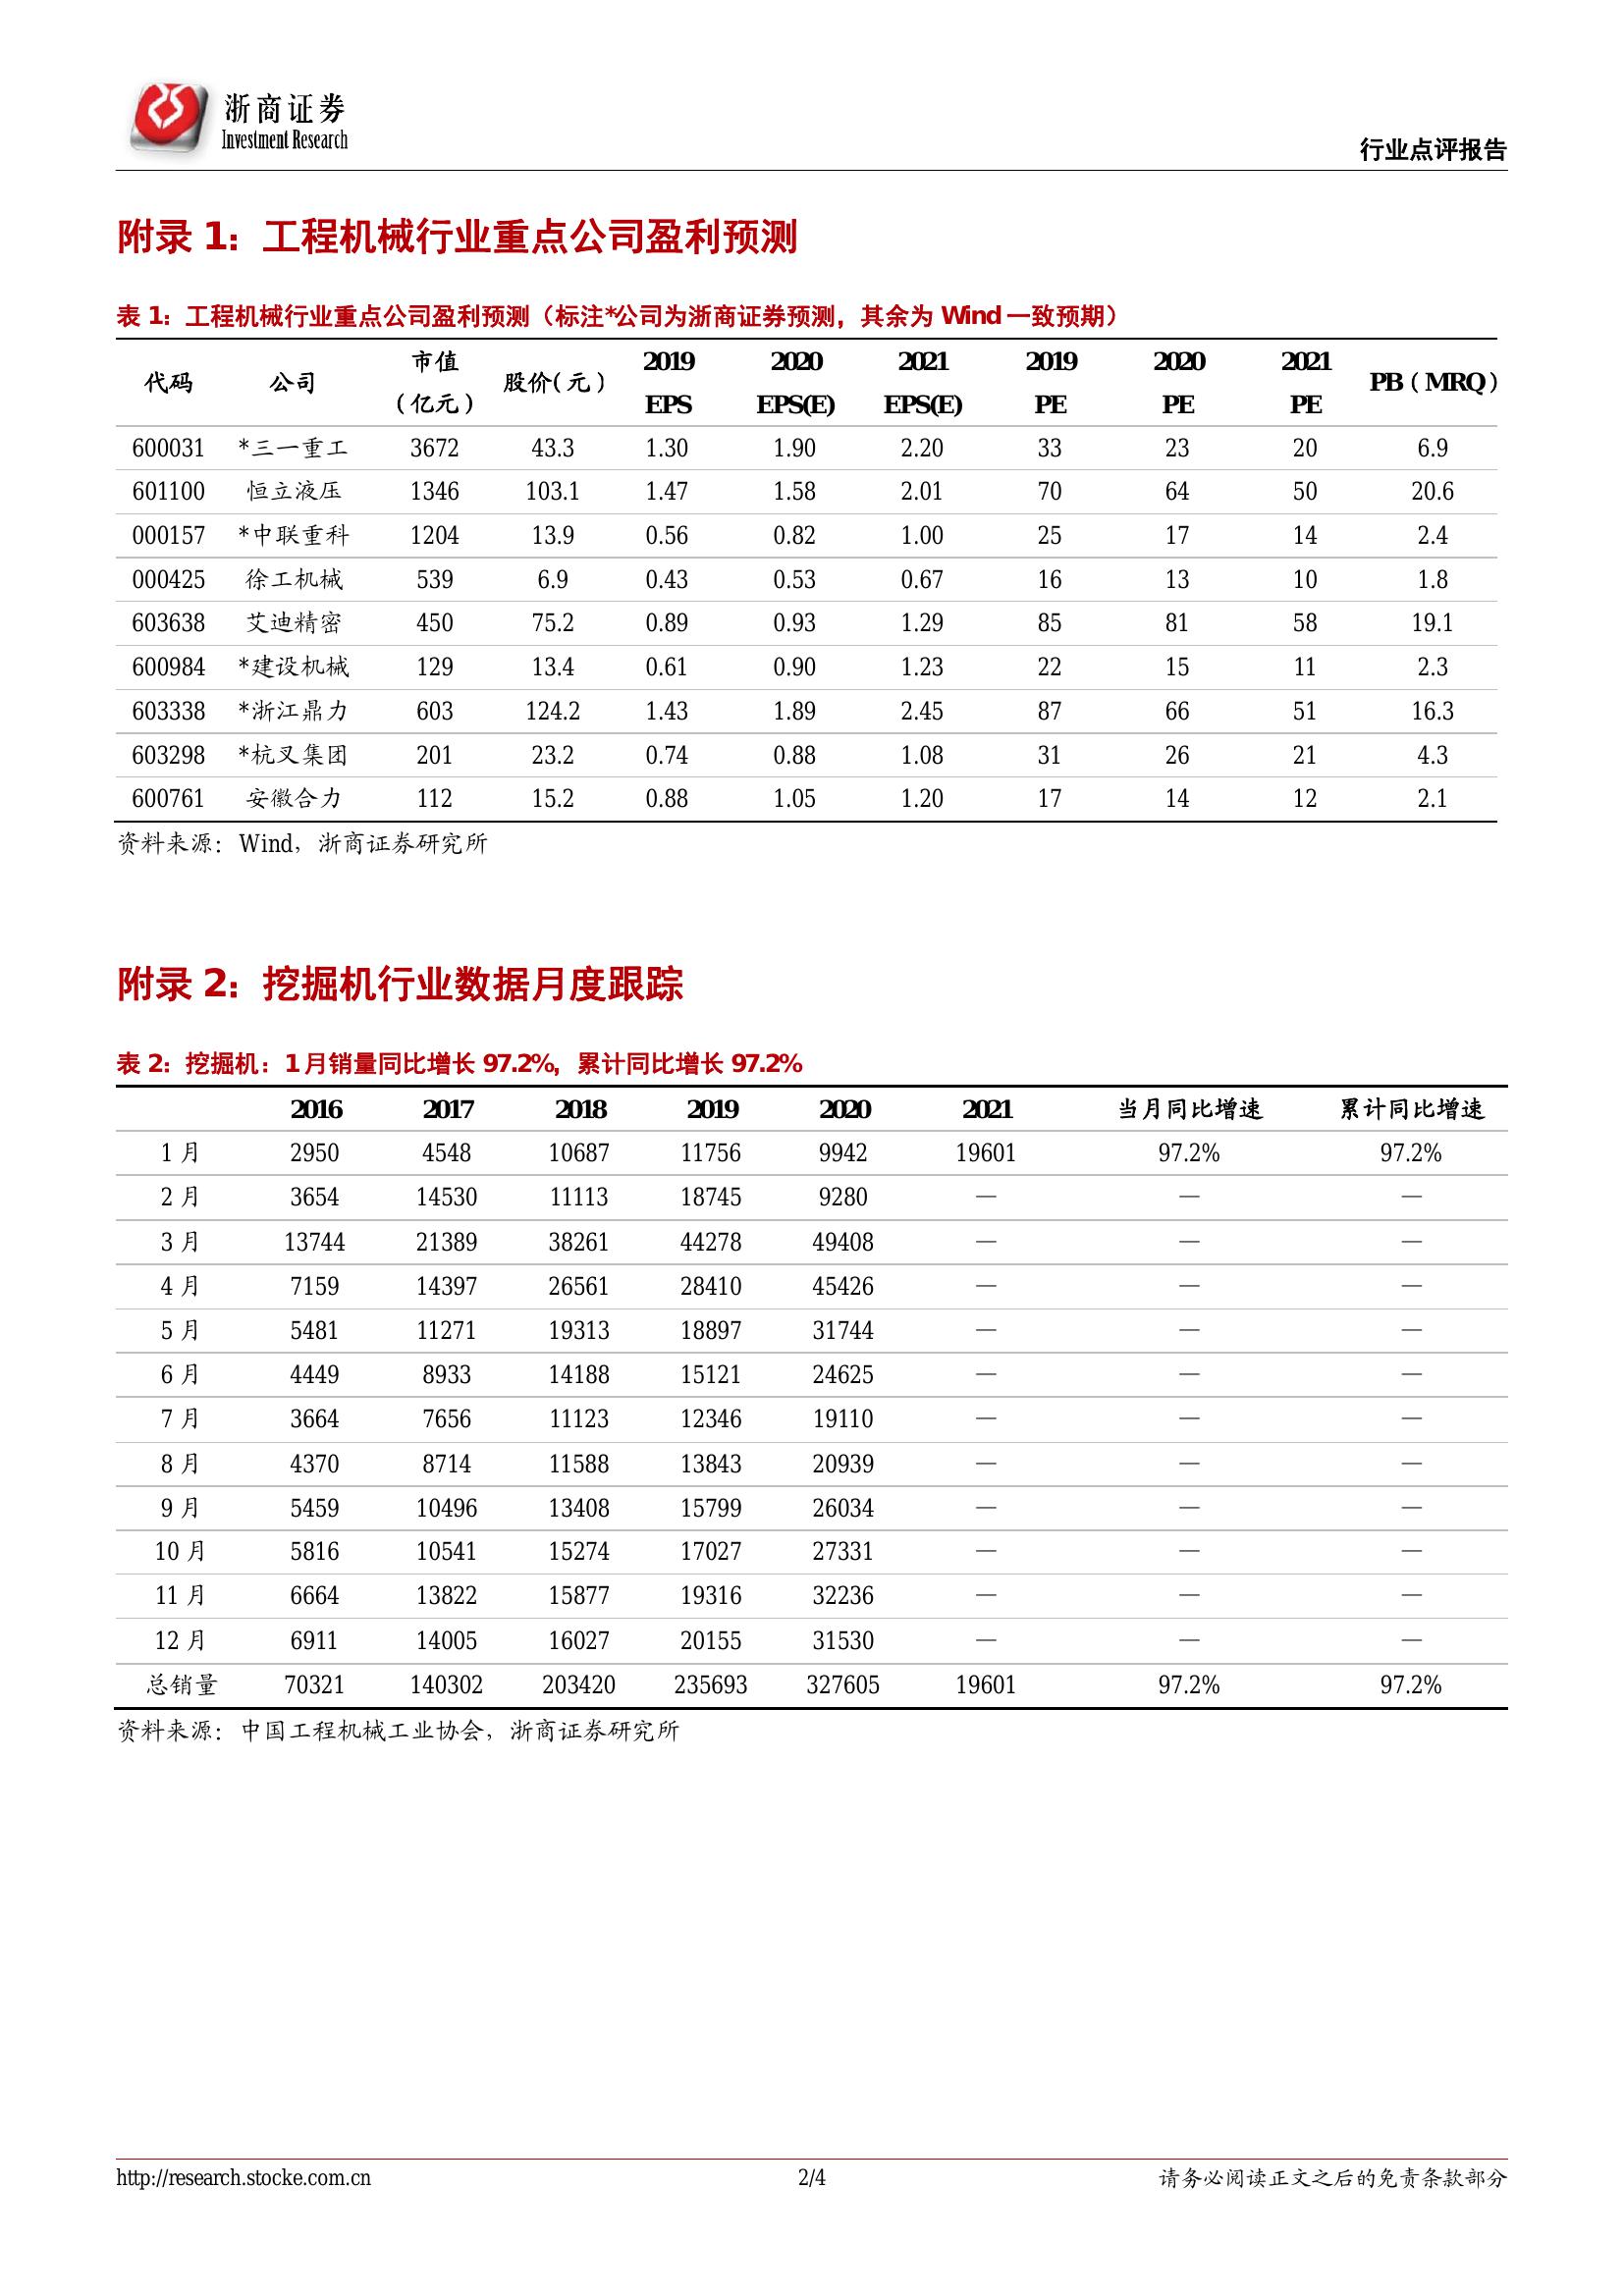 浙商证券
Investment Research
行业点评报告
附录 1：工程机械行业重点公司盈利预测
表 1：工程机械行业重点公司盈利预测（标注*公司为浙商证券预测，其余为 Wind 一致预期）
代码 公司 市值（亿元） 股价(元) 2019 EPS 2020 EPS(E) 2021 EPS(E) 2019 PE 2020 PE 2021 PE PB（MRQ）
600031 *三一重工 3672 43.3 1.30 1.90 2.20 33 23 20 6.9
601100 恒立液压 1346 103.1 1.47 1.58 2.01 70 64 50 20.6
000157 *中联重科 1204 13.9 0.56 0.82 1.00 25 17 14 2.4
000425 徐工机械 539 6.9 0.43 0.53 0.67 16 13 10 1.8
603638 艾迪精密 450 75.2 0.89 0.93 1.29 85 81 58 19.1
600984 *建设机械 129 13.4 0.61 0.90 1.23 22 15 11 2.3
603338 *浙江鼎力 603 124.2 1.43 1.89 2.45 87 66 51 16.3
603298 *杭叉集团 201 23.2 0.74 0.88 1.08 31 26 21 4.3
600761 安徽合力 112 15.2 0.88 1.05 1.20 17 14 12 2.1
资料来源：Wind，浙商证券研究所
附录 2：挖掘机行业数据月度跟踪
表 2：挖掘机：1 月销量同比增长 97.2%，累计同比增长 97.2%
2016 2017 2018 2019 2020 2021 当月同比增速 累计同比增速
1 月 2950 4548 10687 11756 9942 19601 97.2% 97.2%
2 月 3654 14530 11113 18745 9280 — — —
3 月 13744 21389 38261 44278 49408 — — —
4 月 7159 14397 26561 28410 45426 — — —
5 月 5481 11271 19313 18897 31744 — — —
6 月 4449 8933 14188 15121 24625 — — —
7 月 3664 7656 11123 12346 19110 — — —
8 月 4370 8714 11588 13843 20939 — — —
9 月 5459 10496 13408 15799 26034 — — —
10 月 5816 10541 15274 17027 27331 — — —
11 月 6664 13822 15877 19316 32236 — — —
12 月 6911 14005 16027 20155 31530 — — —
总销量 70321 140302 203420 235693 327605 19601 97.2% 97.2%
资料来源：中国工程机械工业协会，浙商证券研究所
http://research.stocke.com.cn 2/4 请务必阅读正文之后的免责条款部分